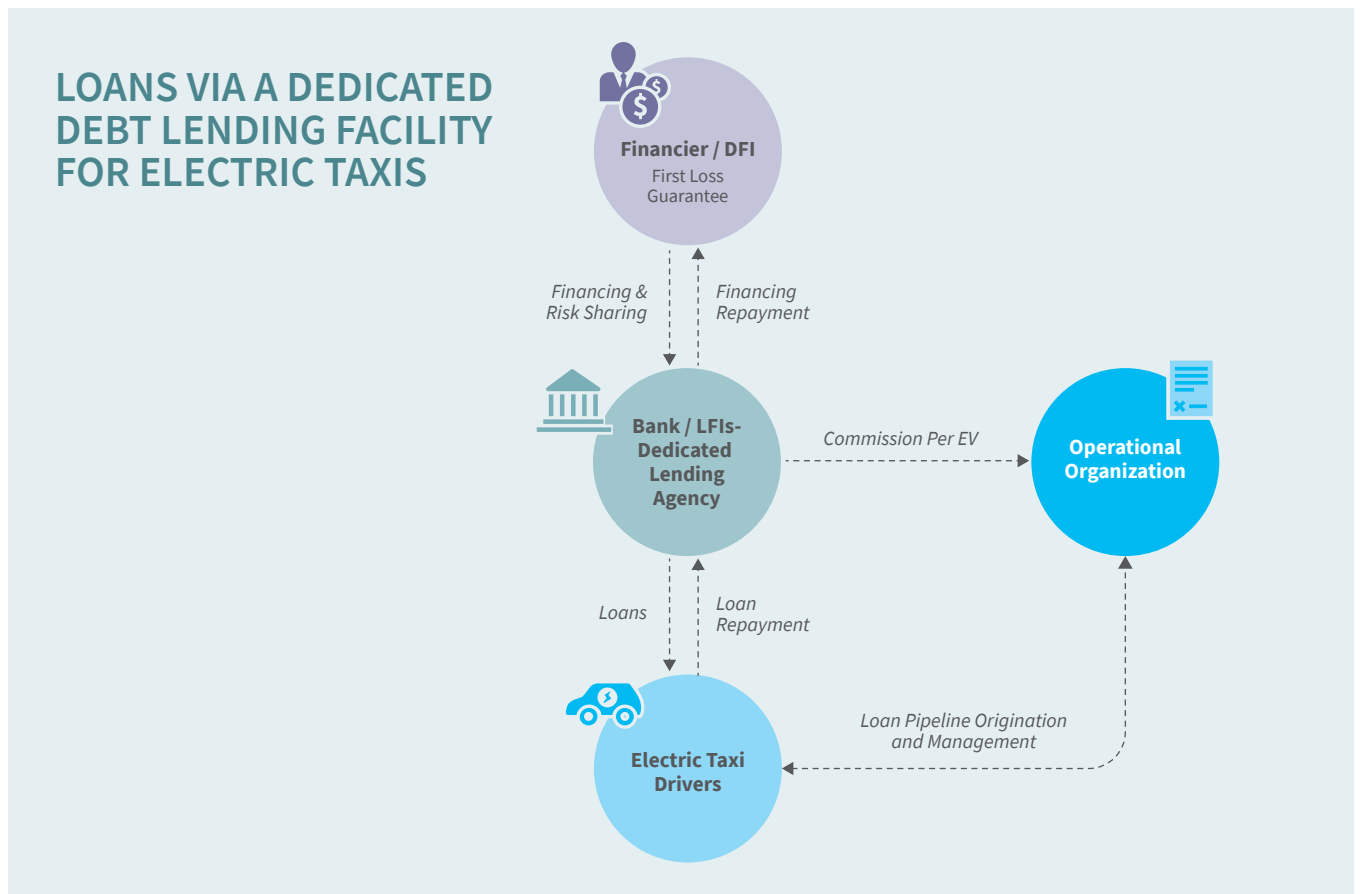 LOANS VIA A DEDICATED
DEBT LENDING FACILITY
FOR ELECTRIC TAXIS
$
$
Financier / DFI
First Loss
Guarantee
Financing &
Risk Sharing
Financing
Repayment
Bank / LFIs-
Dedicated
Lending
Agency
Commission Per EV
Operational
Organization
Loans
Loan
Repayment
Loan Pipeline Origination
and Management
Electric Taxi
Drivers